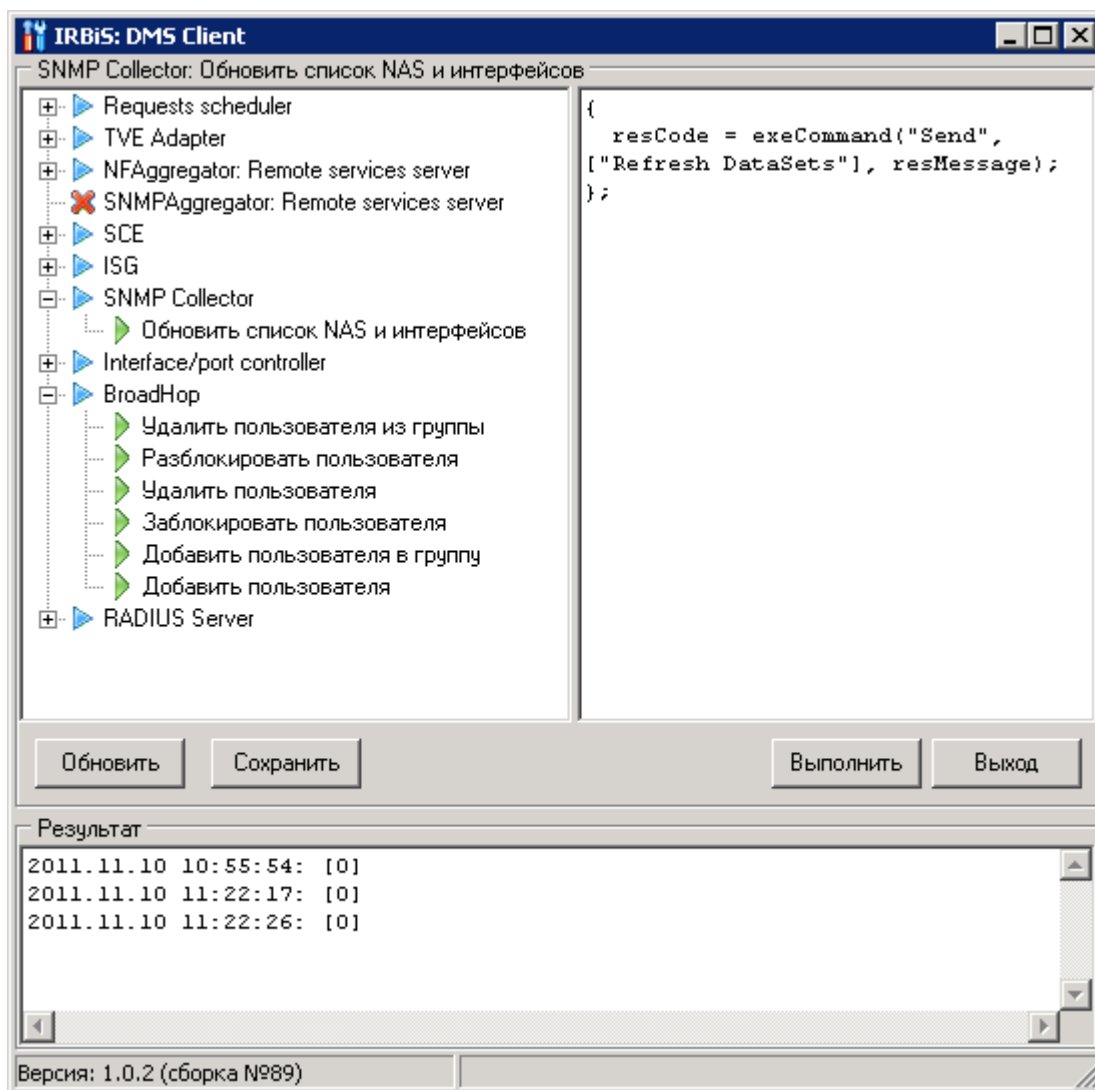 IRBiS: DMS Client
SNMP Collector: Обновить список NAS и интерфейсов
Requests scheduler
TVE Adapter
NFAggregator: Remote services server
SNMPAggregator: Remote services server
SCE
ISG
SNMP Collector
Обновить список NAS и интерфейсов
Interface/port controller
BroadHop
Удалить пользователя из группы
Разблокировать пользователя
Удалить пользователя
Заблокировать пользователя
Добавить пользователя в группу
Добавить пользователя
RADIUS Server
{
resCode = exeCommand("Send",
["Refresh DataSets"], resMessage);
};
Обновить
Сохранить
Выполнить
Выход
Результат
2011.11.10 10:55:54: [0]
2011.11.10 11:22:17: [0]
2011.11.10 11:22:26: [0]
Версия: 1.0.2 (сборка №89)